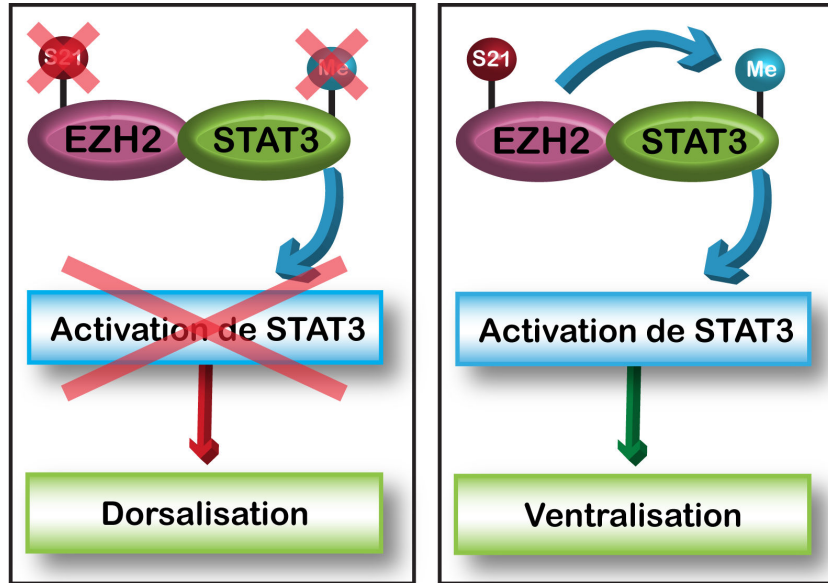 S21
Me
EZH2
STAT3
Activation de STAT3
Dorsalisation
S21
Me
EZH2
STAT3
Activation de STAT3
Ventralisation